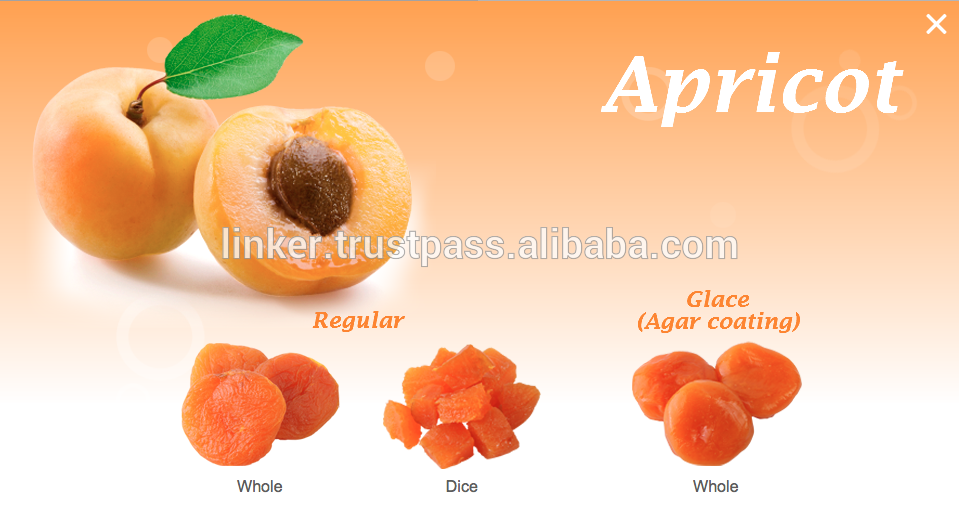 Apricot
linker.trustpass.alibaba.com
Regular
Glace
(Agar coating)
Whole
Dice
Whole